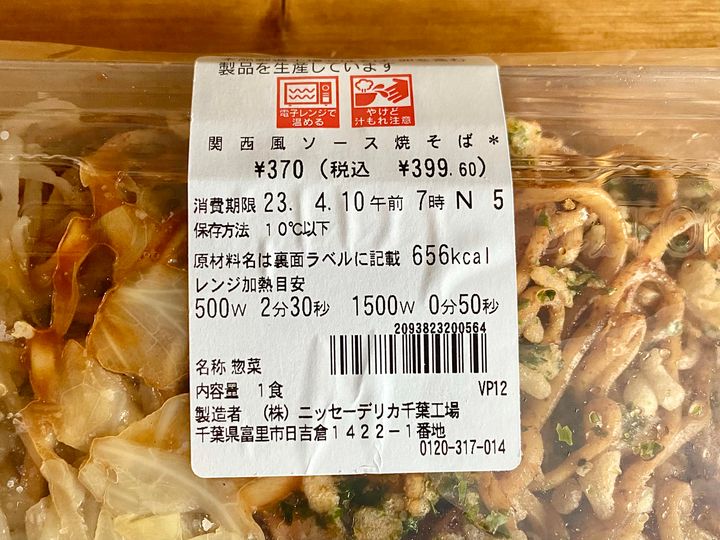 製品を生産しています
電子レンジで
温める
やけど
汁もれ注意
関西風ソース焼そば*
¥370 (税込 ¥399.60)
消費期限 23. 4. 10午前 7時 N 5
保存方法 10℃以下
原材料名は裏面ラベルに記載 656kcal
レンジ加熱目安
500W 2分30秒 1500W 0分50秒
2093823200564
名称 惣菜
内容量 1食 VP12
製造者 (株) ニッセーデリカ千葉工場
千葉県富里市日吉倉1422-1番地
0120-317-014